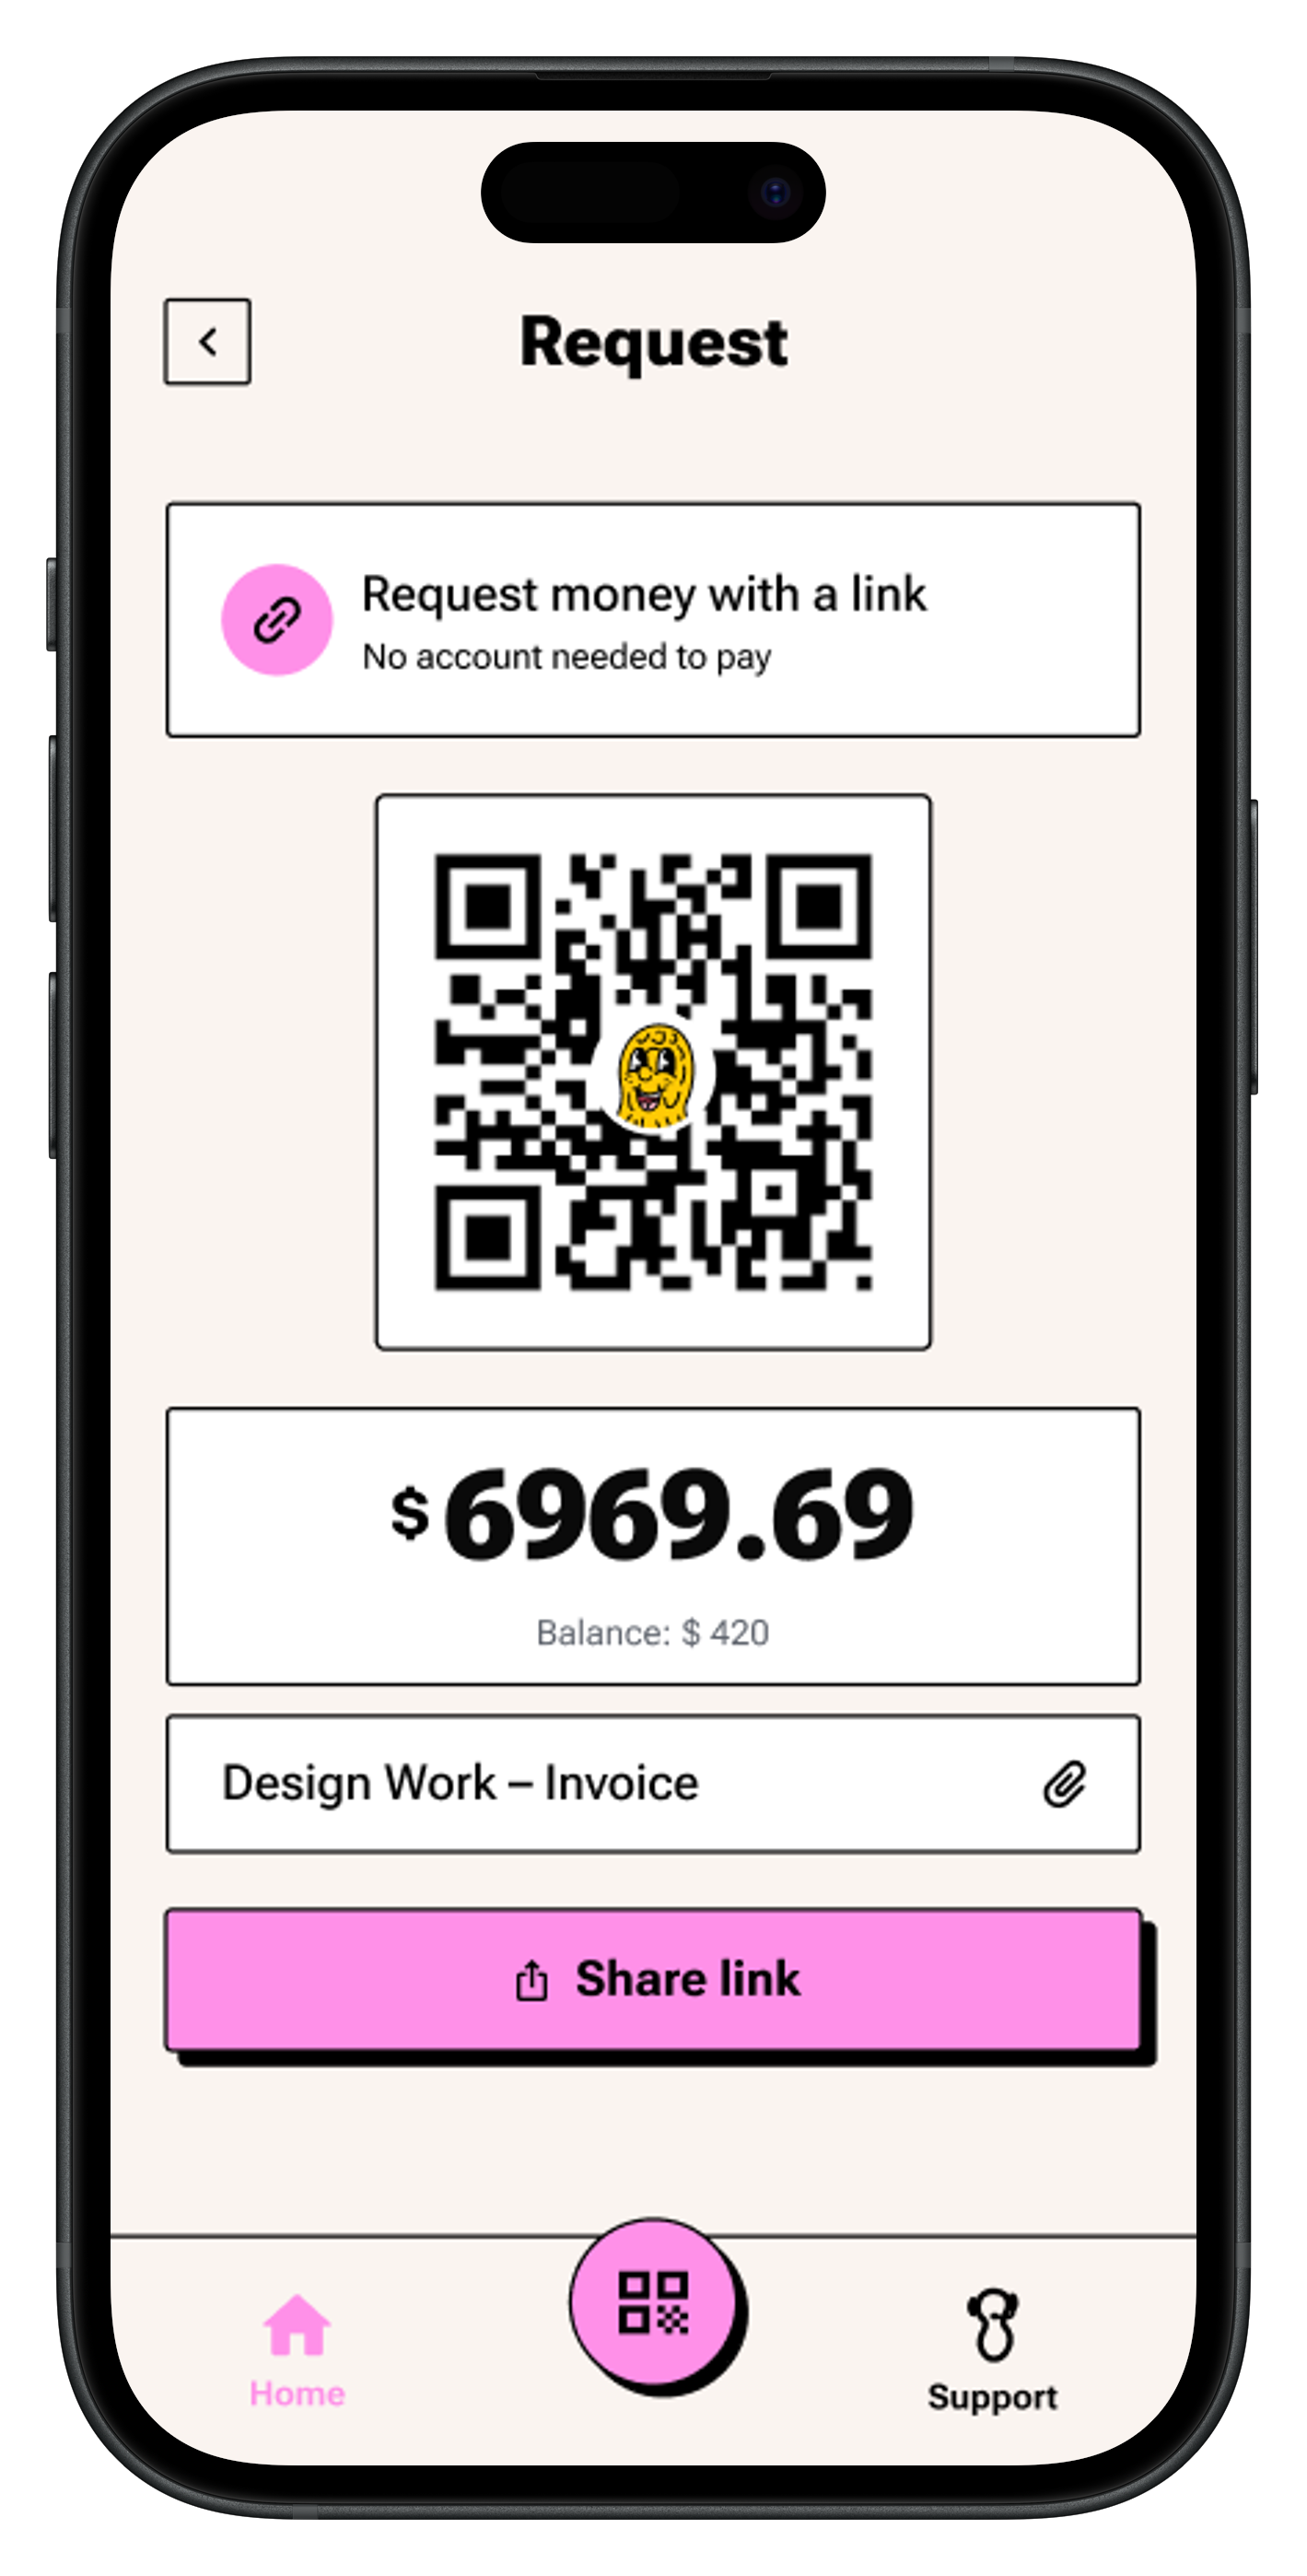 Request
Request money with a link
No account needed to pay
$6969.69
Balance: $ 420
Design Work – Invoice
Share link
Home
Support